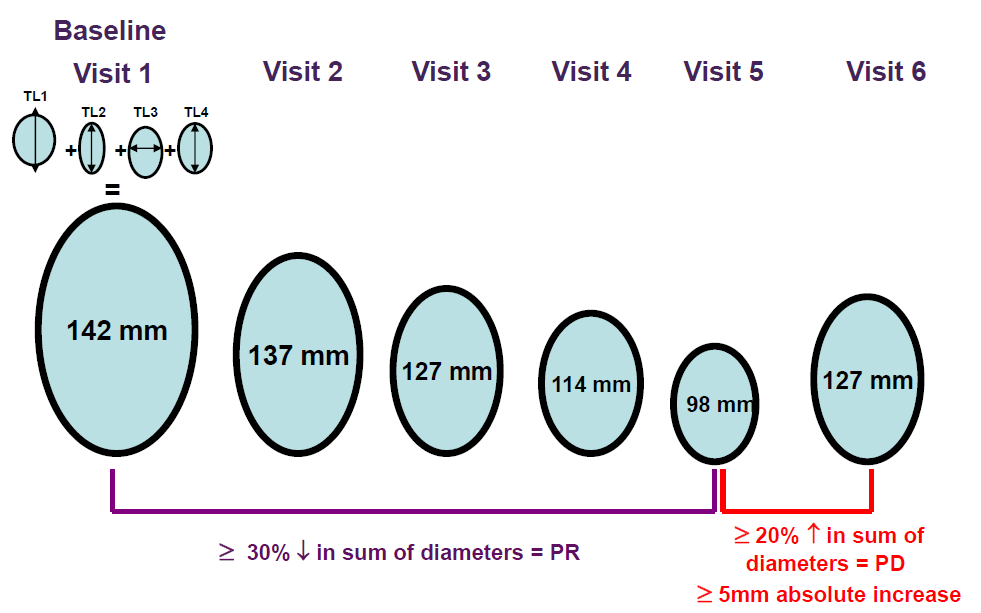 Baseline
Visit 1
Visit 2
Visit 3
Visit 4
Visit 5
Visit 6
TL1
TL2
TL3
TL4
+
+
+
=
142 mm
137 mm
127 mm
114 mm
98 mm
127 mm
≥ 30% ↓ in sum of diameters = PR
≥ 20% ↑ in sum of
diameters = PD
≥ 5mm absolute increase